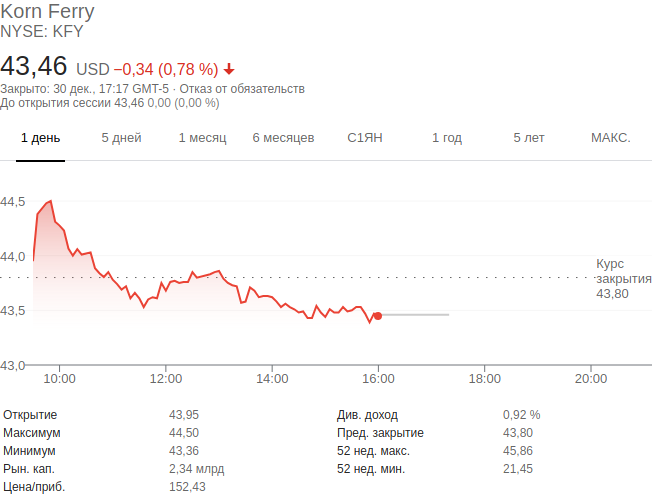 Korn Ferry
NYSE: KFY
43,46 USD −0,34 (0,78 %)
Закрыто: 30 дек., 17:17 GMT-5 · Отказ от обязательств
До открытия сессии 43,46 0,00 (0,00 %)
1 день 5 дней 1 месяц 6 месяцев С1ЯН 1 год 5 лет МАКС.
44,5
44,0
Курс
закрытия
43,80
43,5
43,0
10:00 12:00 14:00 16:00 18:00 20:00
Открытие 43,95 Див. доход 0,92 %
Максимум 44,50 Пред. закрытие 43,80
Минимум 43,36 52 нед. макс. 45,86
Рын. кап. 2,34 млрд 52 нед. мин. 21,45
Цена/приб. 152,43